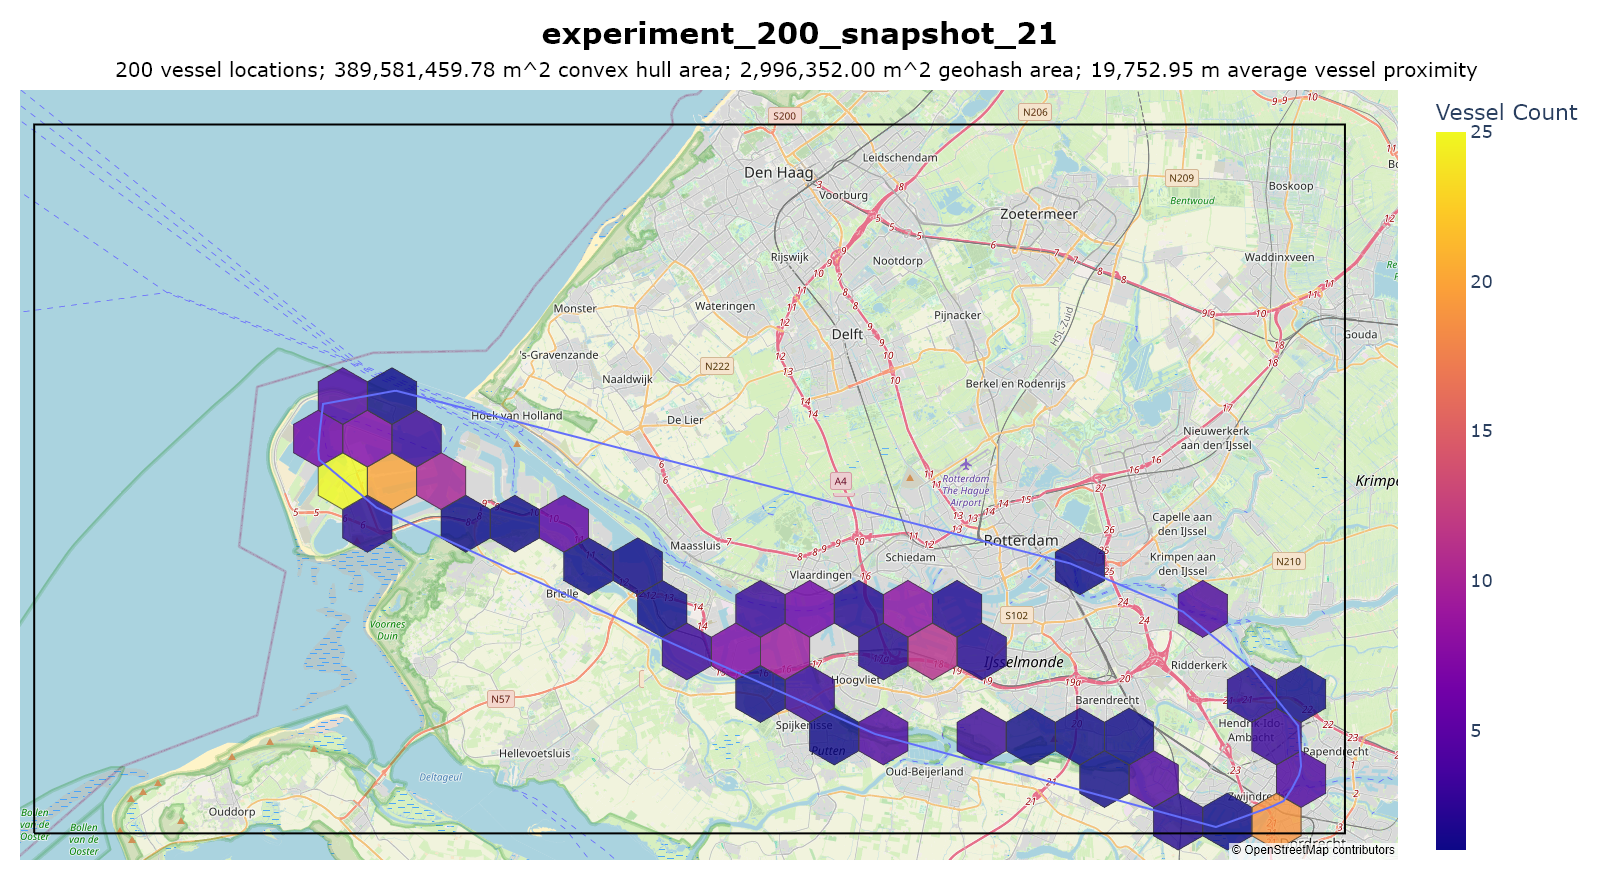 experiment_200_snapshot_21
200 vessel locations; 389,581,459.78 m^2 convex hull area; 2,996,352.00 m^2 geohash area; 19,752.95 m average vessel proximity
Vessel Count
25
20
15
10
5
S200
N206
Leidschendam
Den Haag
Voorburg
N209
Boskoop
Bentwoud
Zoetermeer
Rijswijk
Nootdorp
Waddinxveen
Monster
Wateringen
Pijnacker
HSL-Zuid
Delft
Gouda
's-Gravenzande
N222
Naaldwijk
Berkel en Rodenrijs
Hoek van Holland
De Lier
Nieuwerkerk
aan den IJssel
A4
Rotterdam
The Hague
Airport
Krimpe
Capelle aan
den IJssel
Maassluis
Schiedam
Rotterdam
Krimpen aan
den IJssel
N210
Vlaardingen
Brielle
S102
Voornes
Duin
IJsselmonde
Ridderkerk
Hoogvliet
N57
Barendrecht
Spijkenisse
Hendrik-Ido-
Ambacht
Putten
Papendrecht
Hellevoetsluis
Oud-Beijerland
Deltageul
Zwijndre
Ouddorp
Bollen
van de
Ooster
Bollen
van de
Ooster
ordrecht
© OpenStreetMap contributors